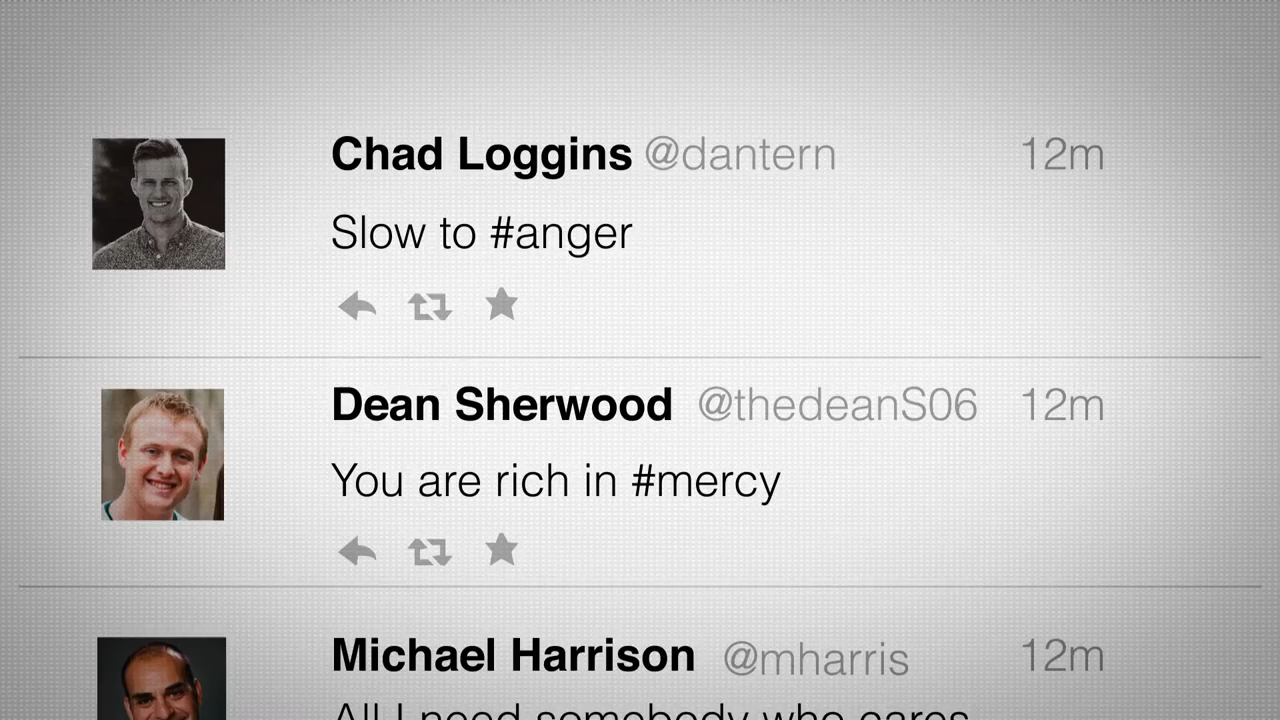 Chad Loggins @dantern 12m
Slow to #anger
Dean Sherwood @thedeanS06 12m
You are rich in #mercy
Michael Harrison @mharris 12m
All I need somebody who cares